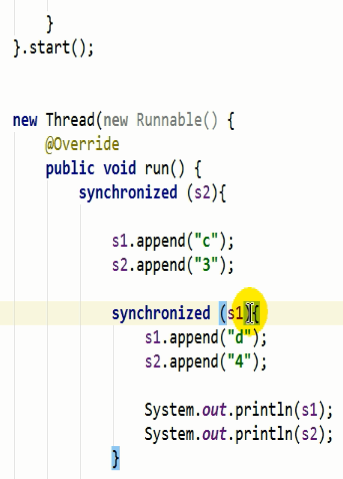 }
}.start();
new Thread(new Runnable() {
@Override
public void run() {
synchronized (s2){
s1.append("c");
s2.append("3");
synchronized (s1){
s1.append("d");
s2.append("4");
System.out.println(s1);
System.out.println(s2);
}